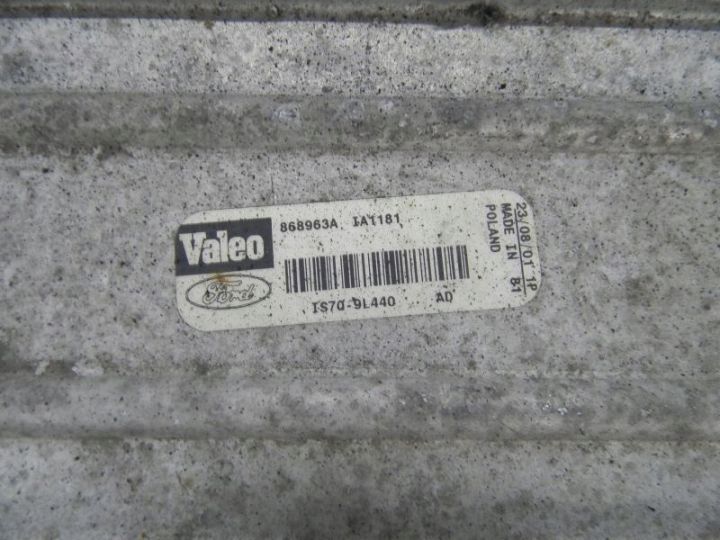 Valeo
868963A IA1181
Ford
1S70-9L440 AD
23/08/01 1P
MADE IN B1
POLAND